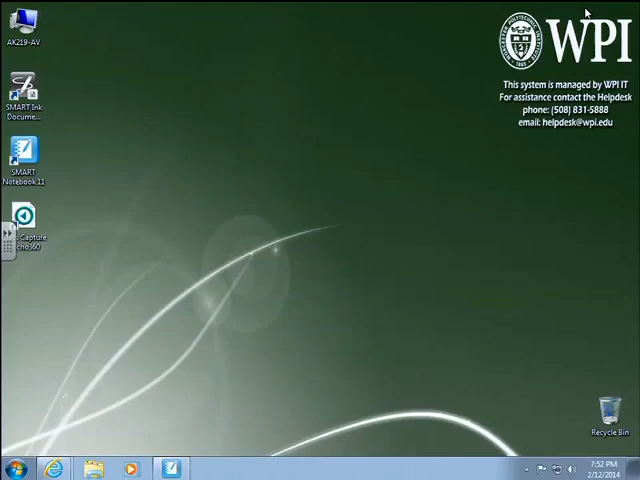 AK219-AV
SMART Ink
Docume...
SMART
Notebook 11
Capture
WPI
This system is managed by WPI IT
For assistance contact the Helpdesk
phone: (508) 831-5888
email: helpdesk@wpi.edu
Recycle Bin
7:52 PM
2/12/2014